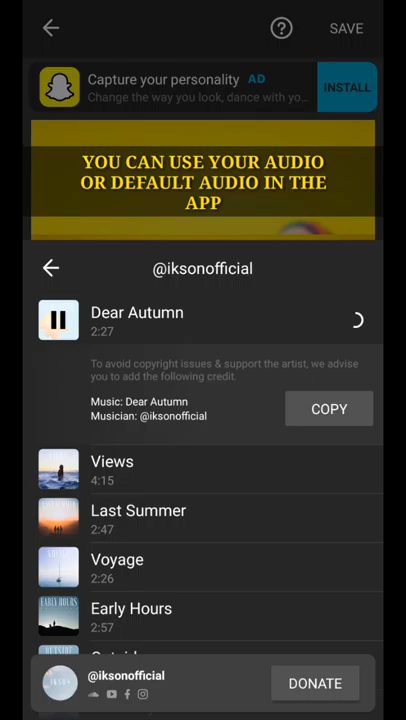 SAVE
Capture your personality AD
Change the way you look, dance with yo...
INSTALL
YOU CAN USE YOUR AUDIO
OR DEFAULT AUDIO IN THE
APP
@iksonofficial
Dear Autumn
2:27
To avoid copyright issues & support the artist, we advise
you to add the following credit.
Music: Dear Autumn
Musician: @iksonofficial
COPY
Views
4:15
Last Summer
2:47
Voyage
2:26
Early Hours
2:57
@iksonofficial
DONATE